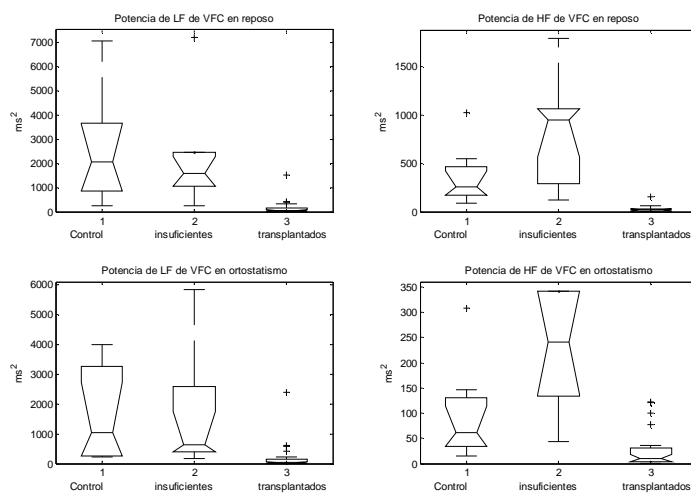 Potencia de LF de VFC en reposo
7000
6000
5000
4000
3000
2000
1000
0
ms²
1 2 3
Control insuficientes transplantados
Potencia de HF de VFC en reposo
1500
1000
500
0
ms²
1 2 3
Control insuficientes transplantados
Potencia de LF de VFC en ortostatismo
6000
5000
4000
3000
2000
1000
0
ms²
1 2 3
Control insuficientes transplantados
Potencia de HF de VFC en ortostatismo
350
300
250
200
150
100
50
0
ms²
1 2 3
Control insuficientes transplantados